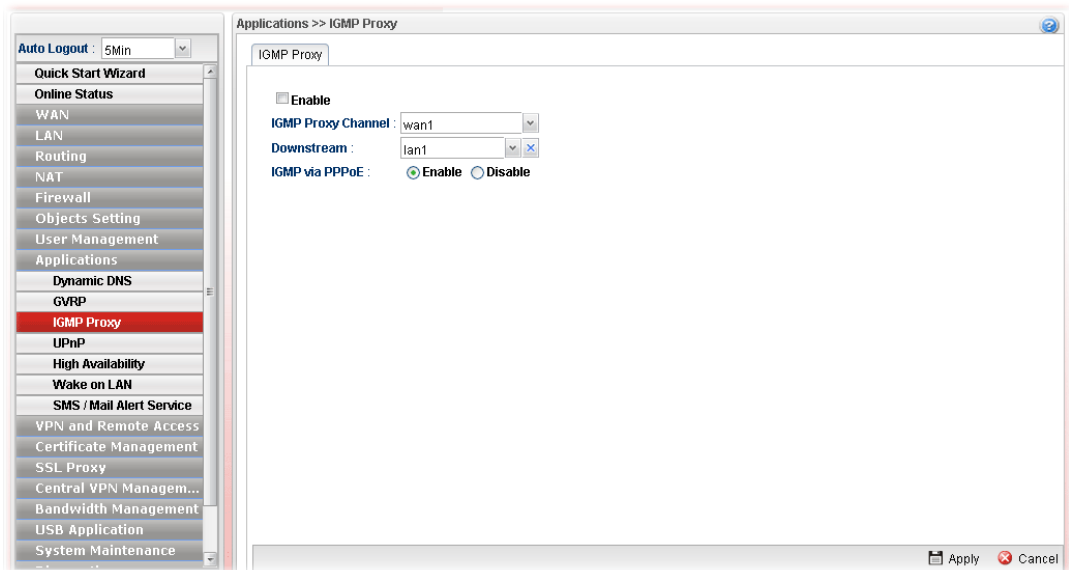 Auto Logout : 5Min
Quick Start Wizard
Online Status
WAN
LAN
Routing
NAT
Firewall
Objects Setting
User Management
Applications
Dynamic DNS
GVRP
IGMP Proxy
UPnP
High Availability
Wake on LAN
SMS / Mail Alert Service
VPN and Remote Access
Certificate Management
SSL Proxy
Central VPN Managem...
Bandwidth Management
USB Application
System Maintenance
Applications >> IGMP Proxy
IGMP Proxy
Enable
IGMP Proxy Channel : wan1
Downstream : lan1
IGMP via PPPoE : Enable Disable
Apply Cancel